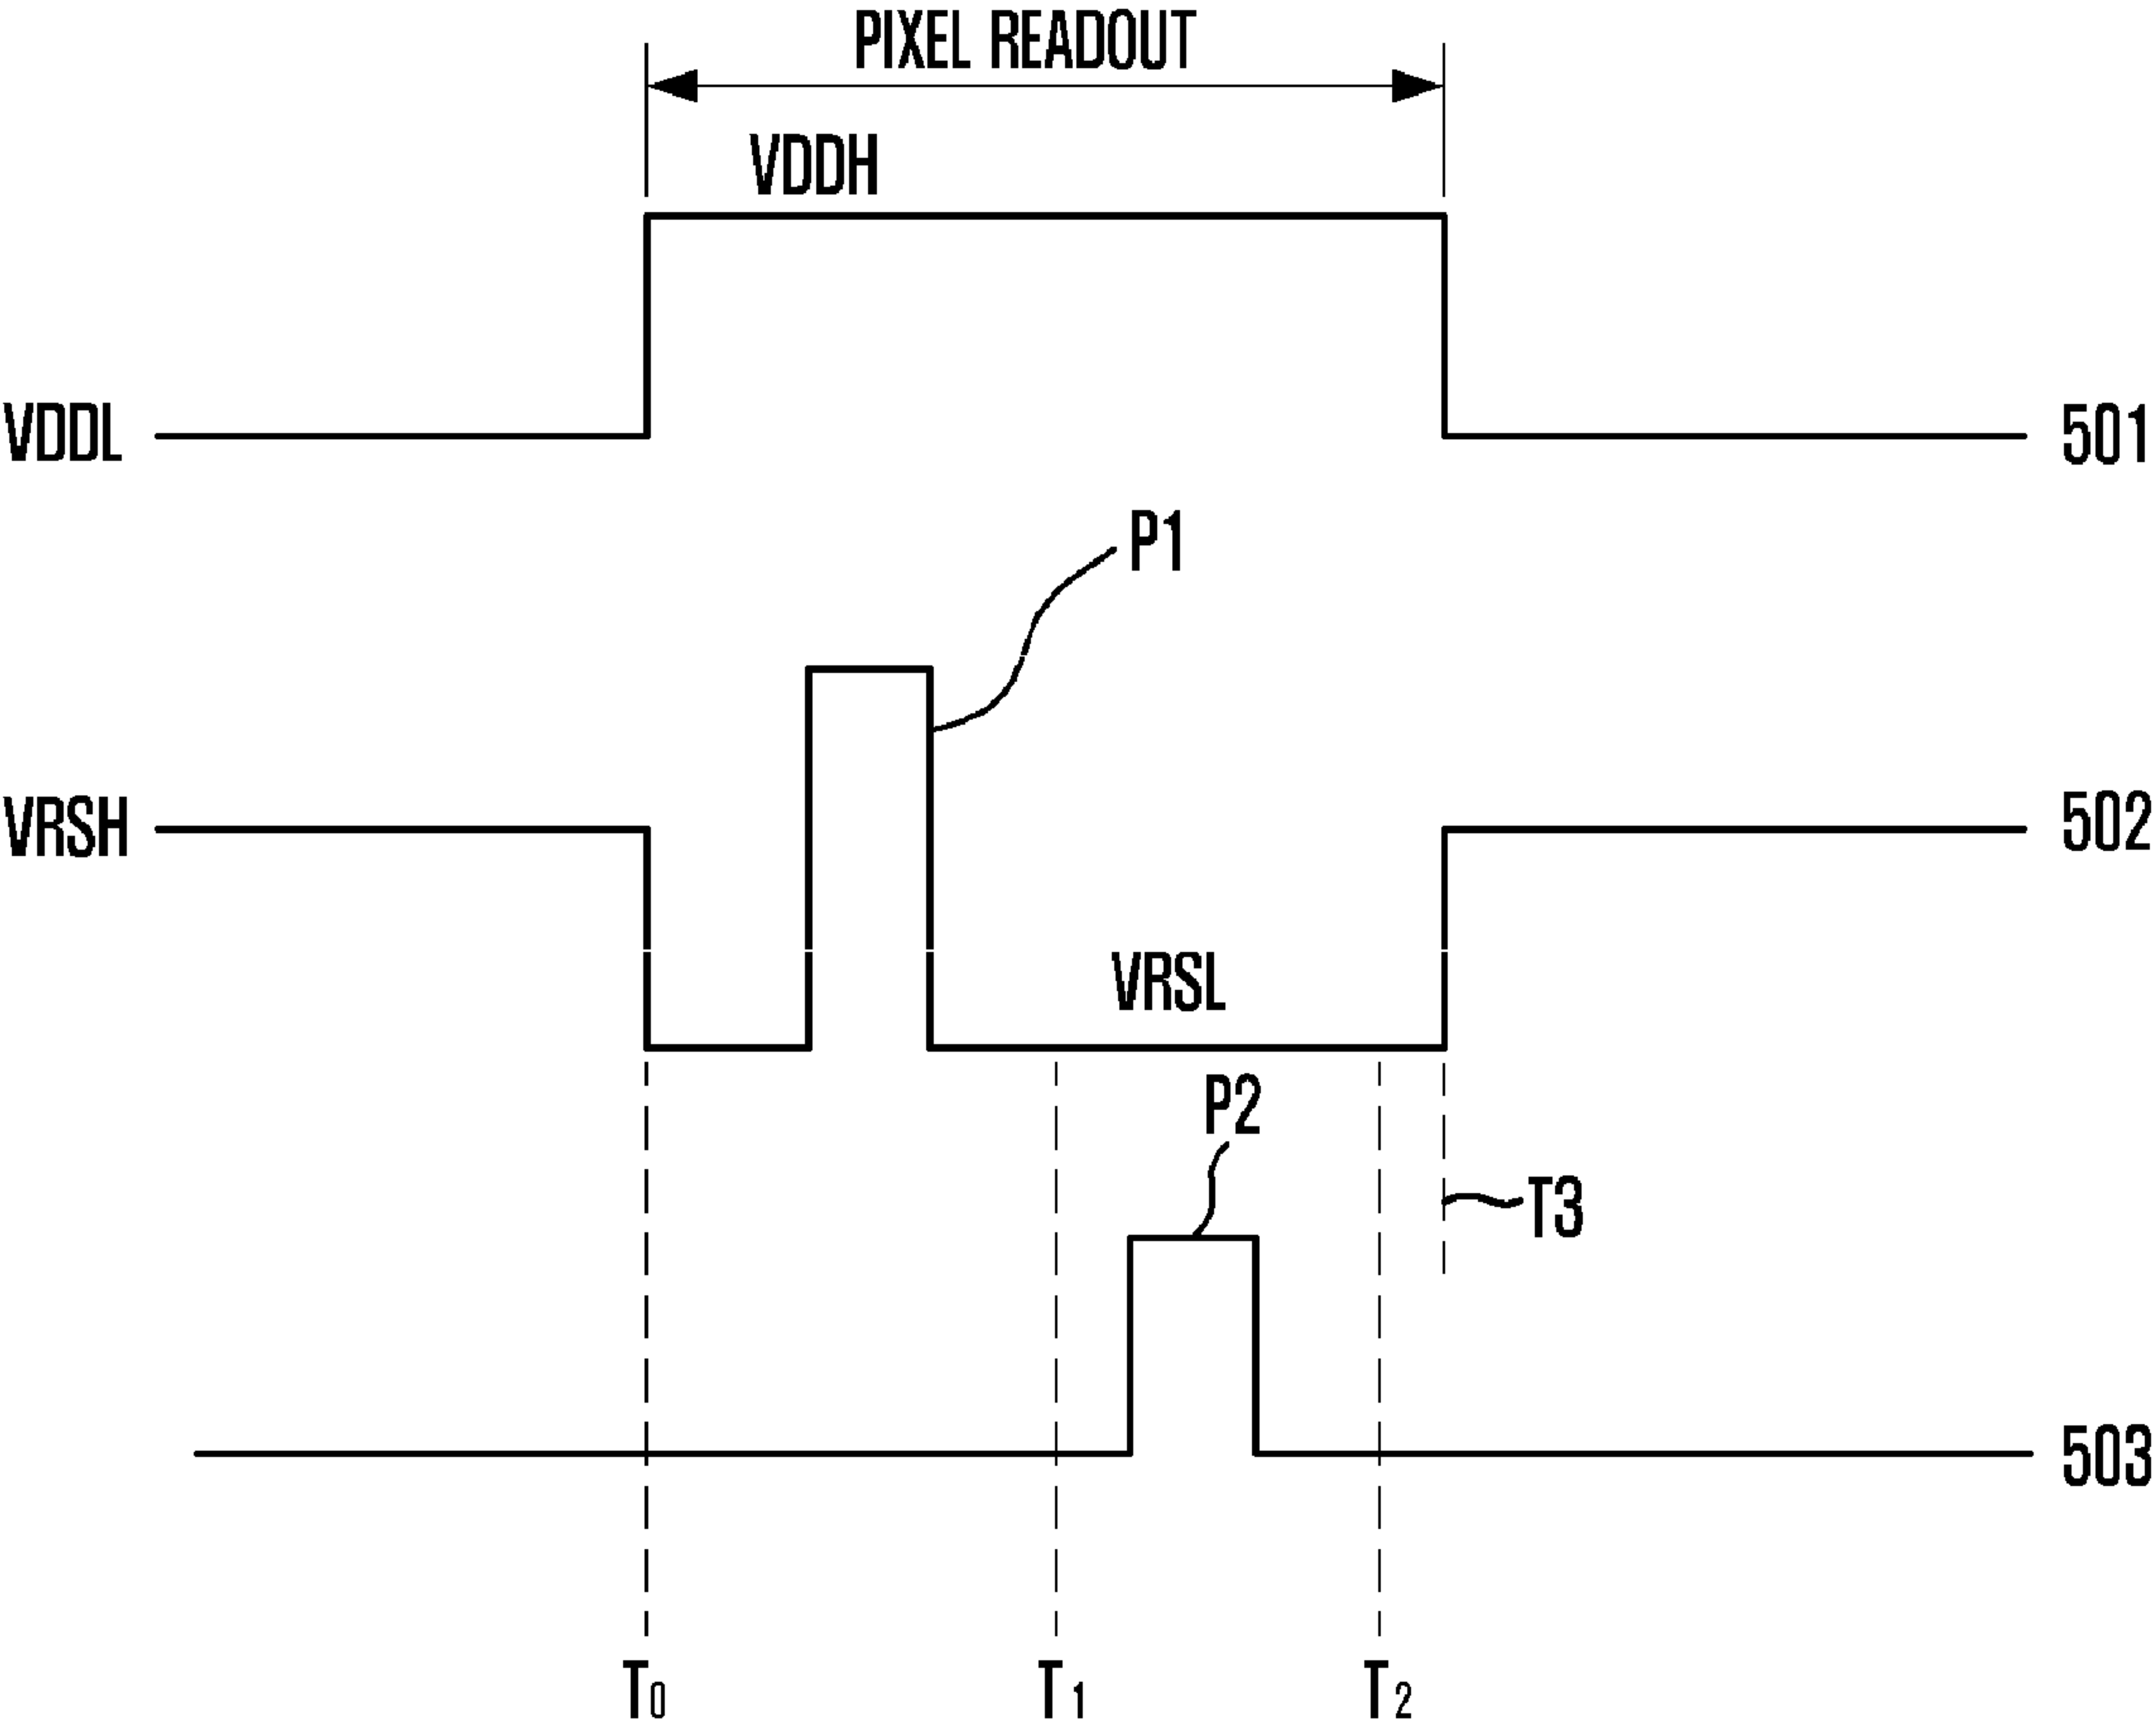 PIXEL READOUT
VDDH
VDDL
501
P1
VRSH
502
VRSL
P2
T3
503
T0
T1
T2